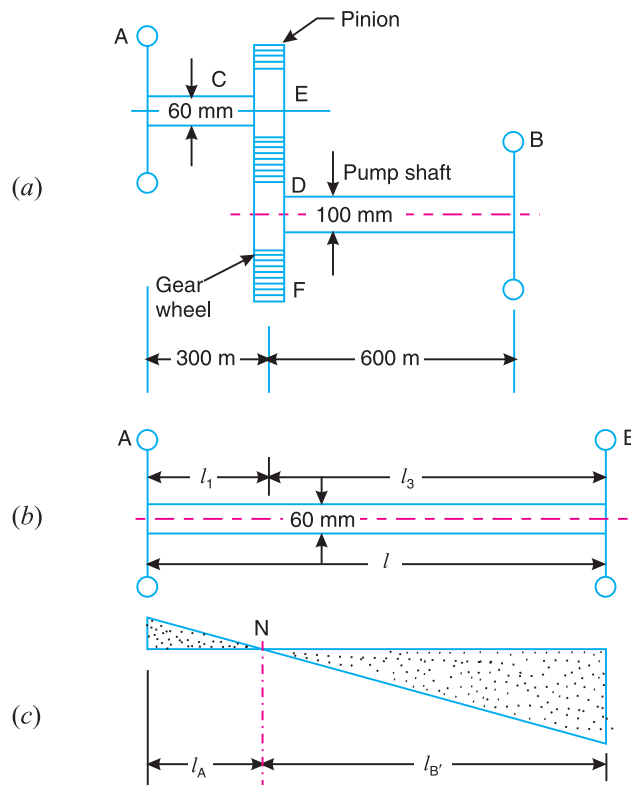 Pinion
A
C
60 mm
E
B
(a)
D
Pump shaft
100 mm
Gear
wheel
F
300 m
600 m
A
B
l1
l3
(b)
60 mm
l
N
(c)
lA
lB′